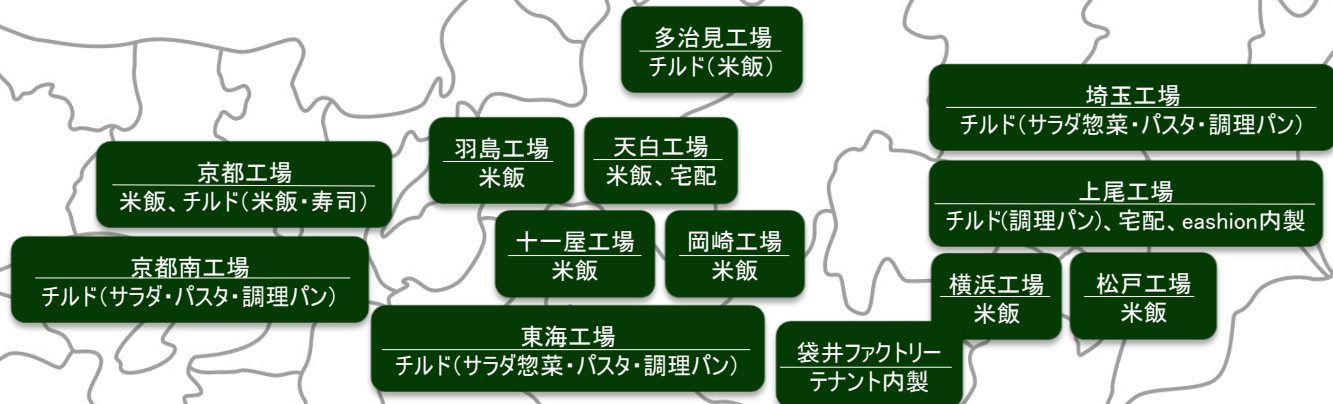 多治見工場
チルド（米飯）
埼玉工場
チルド（サラダ惣菜・パスタ・調理パン）
羽島工場
米飯
天白工場
米飯、宅配
京都工場
米飯、チルド（米飯・寿司）
上尾工場
チルド(調理パン)、宅配、eashion内製
十一屋工場
米飯
岡崎工場
米飯
京都南工場
チルド（サラダ・パスタ・調理パン）
横浜工場
米飯
松戸工場
米飯
東海工場
チルド（サラダ惣菜・パスタ・調理パン）
袋井ファクトリー
テナント内製